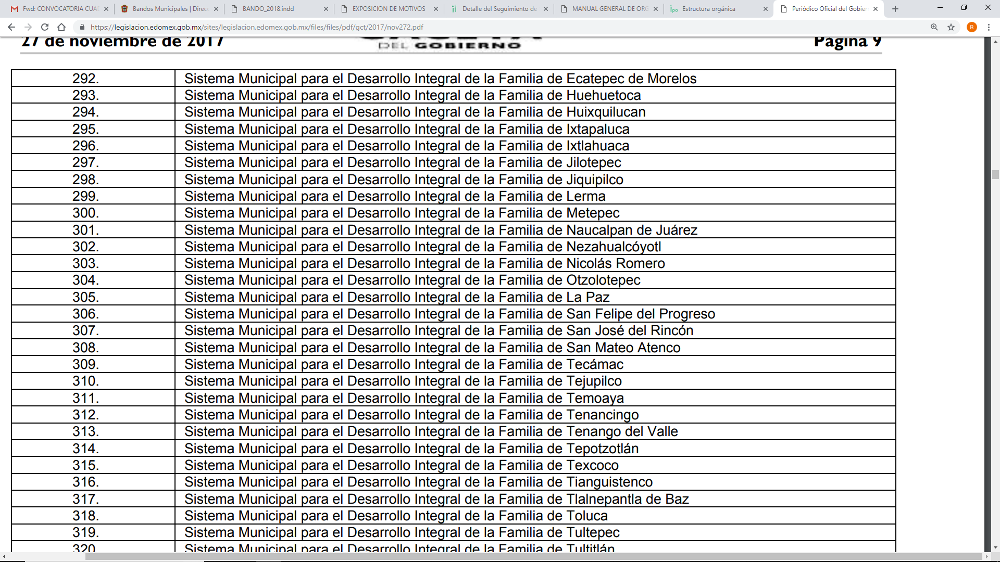 Fwd: CONVOCATORIA CUAD
Bandos Municipales | Direcc
BANDO_2018.indd
EXPOSICION DE MOTIVOS
Detalle del Seguimiento de
MANUAL GENERAL DE ORG
Estructura orgánica
Periódico Oficial del Gobier
https://legislacion.edomex.gob.mx/sites/legislacion.edomex.gob.mx/files/files/pdf/gct/2017/nov272.pdf
R
27 de noviembre de 2017
GACETA
DEL GOBIERNO
Página 9
292. Sistema Municipal para el Desarrollo Integral de la Familia de Ecatepec de Morelos
293. Sistema Municipal para el Desarrollo Integral de la Familia de Huehuetoca
294. Sistema Municipal para el Desarrollo Integral de la Familia de Huixquilucan
295. Sistema Municipal para el Desarrollo Integral de la Familia de Ixtapaluca
296. Sistema Municipal para el Desarrollo Integral de la Familia de Ixtlahuaca
297. Sistema Municipal para el Desarrollo Integral de la Familia de Jilotepec
298. Sistema Municipal para el Desarrollo Integral de la Familia de Jiquipilco
299. Sistema Municipal para el Desarrollo Integral de la Familia de Lerma
300. Sistema Municipal para el Desarrollo Integral de la Familia de Metepec
301. Sistema Municipal para el Desarrollo Integral de la Familia de Naucalpan de Juárez
302. Sistema Municipal para el Desarrollo Integral de la Familia de Nezahualcóyotl
303. Sistema Municipal para el Desarrollo Integral de la Familia de Nicolás Romero
304. Sistema Municipal para el Desarrollo Integral de la Familia de Otzolotepec
305. Sistema Municipal para el Desarrollo Integral de la Familia de La Paz
306. Sistema Municipal para el Desarrollo Integral de la Familia de San Felipe del Progreso
307. Sistema Municipal para el Desarrollo Integral de la Familia de San José del Rincón
308. Sistema Municipal para el Desarrollo Integral de la Familia de San Mateo Atenco
309. Sistema Municipal para el Desarrollo Integral de la Familia de Tecámac
310. Sistema Municipal para el Desarrollo Integral de la Familia de Tejupilco
311. Sistema Municipal para el Desarrollo Integral de la Familia de Temoaya
312. Sistema Municipal para el Desarrollo Integral de la Familia de Tenancingo
313. Sistema Municipal para el Desarrollo Integral de la Familia de Tenango del Valle
314. Sistema Municipal para el Desarrollo Integral de la Familia de Tepotzotlán
315. Sistema Municipal para el Desarrollo Integral de la Familia de Texcoco
316. Sistema Municipal para el Desarrollo Integral de la Familia de Tianguistenco
317. Sistema Municipal para el Desarrollo Integral de la Familia de Tlalnepantla de Baz
318. Sistema Municipal para el Desarrollo Integral de la Familia de Toluca
319. Sistema Municipal para el Desarrollo Integral de la Familia de Tultepec
320. Sistema Municipal para el Desarrollo Integral de la Familia de Tultitlán